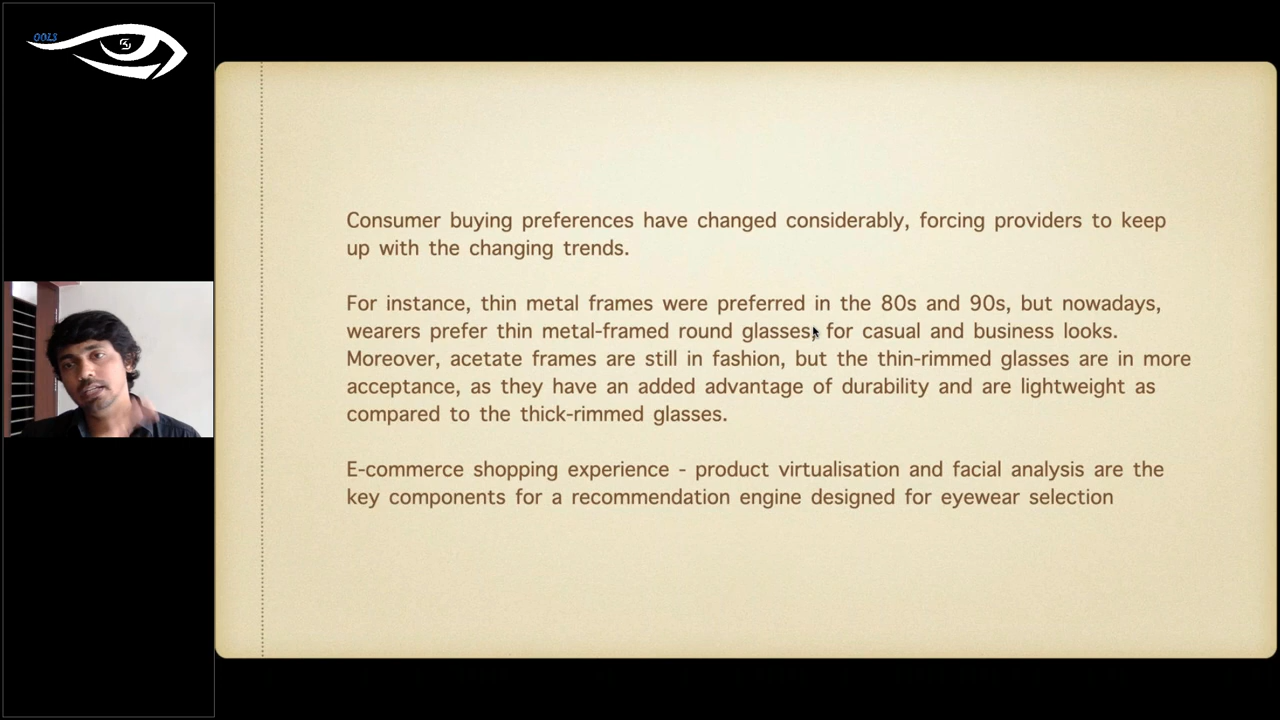 OOLS
Consumer buying preferences have changed considerably, forcing providers to keep
up with the changing trends.
For instance, thin metal frames were preferred in the 80s and 90s, but nowadays,
wearers prefer thin metal-framed round glasses, for casual and business looks.
Moreover, acetate frames are still in fashion, but the thin-rimmed glasses are in more
acceptance, as they have an added advantage of durability and are lightweight as
compared to the thick-rimmed glasses.
E-commerce shopping experience - product virtualisation and facial analysis are the
key components for a recommendation engine designed for eyewear selection